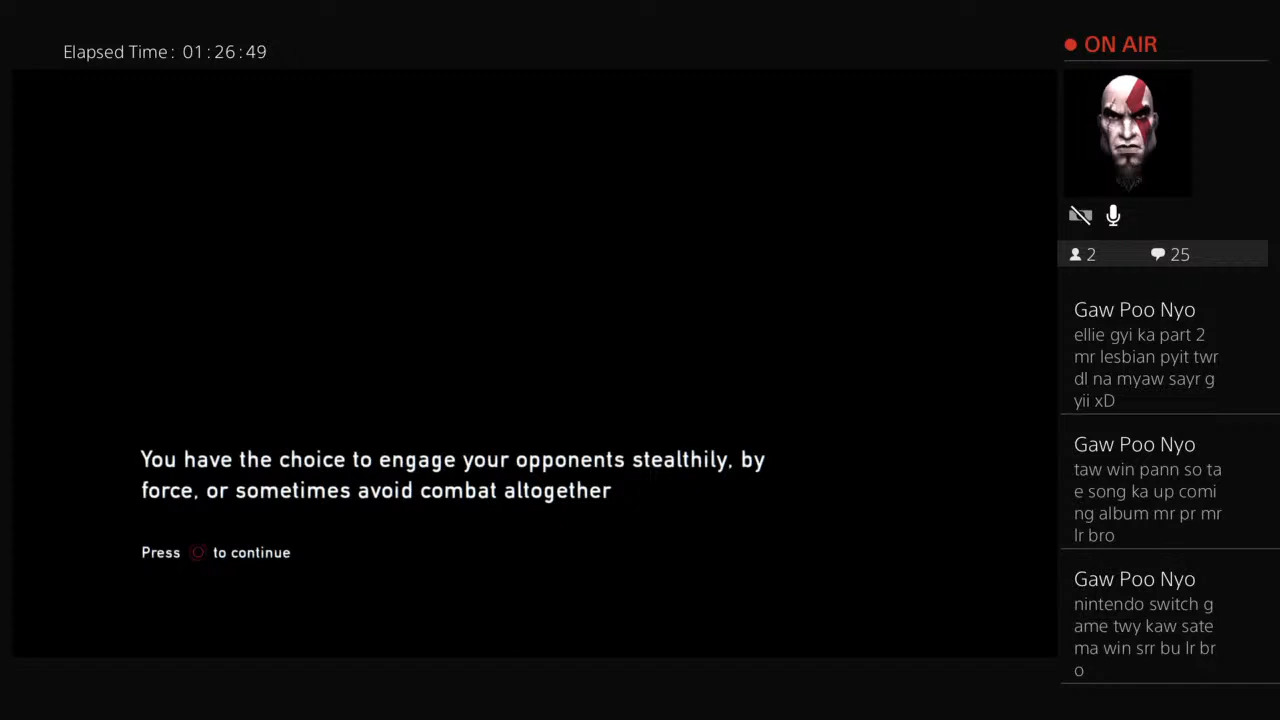 Elapsed Time: 01:26:49
ON AIR
2 25
Gaw Poo Nyo
ellie gyi ka part 2
mr lesbian pyit twr
dl na myaw sayr g
yii xD
Gaw Poo Nyo
taw win pann so ta
e song ka up comi
ng album mr pr mr
lr bro
Gaw Poo Nyo
nintendo switch g
ame twy kaw sate
ma win srr bu lr br
o
You have the choice to engage your opponents stealthily, by
force, or sometimes avoid combat altogether
Press to continue